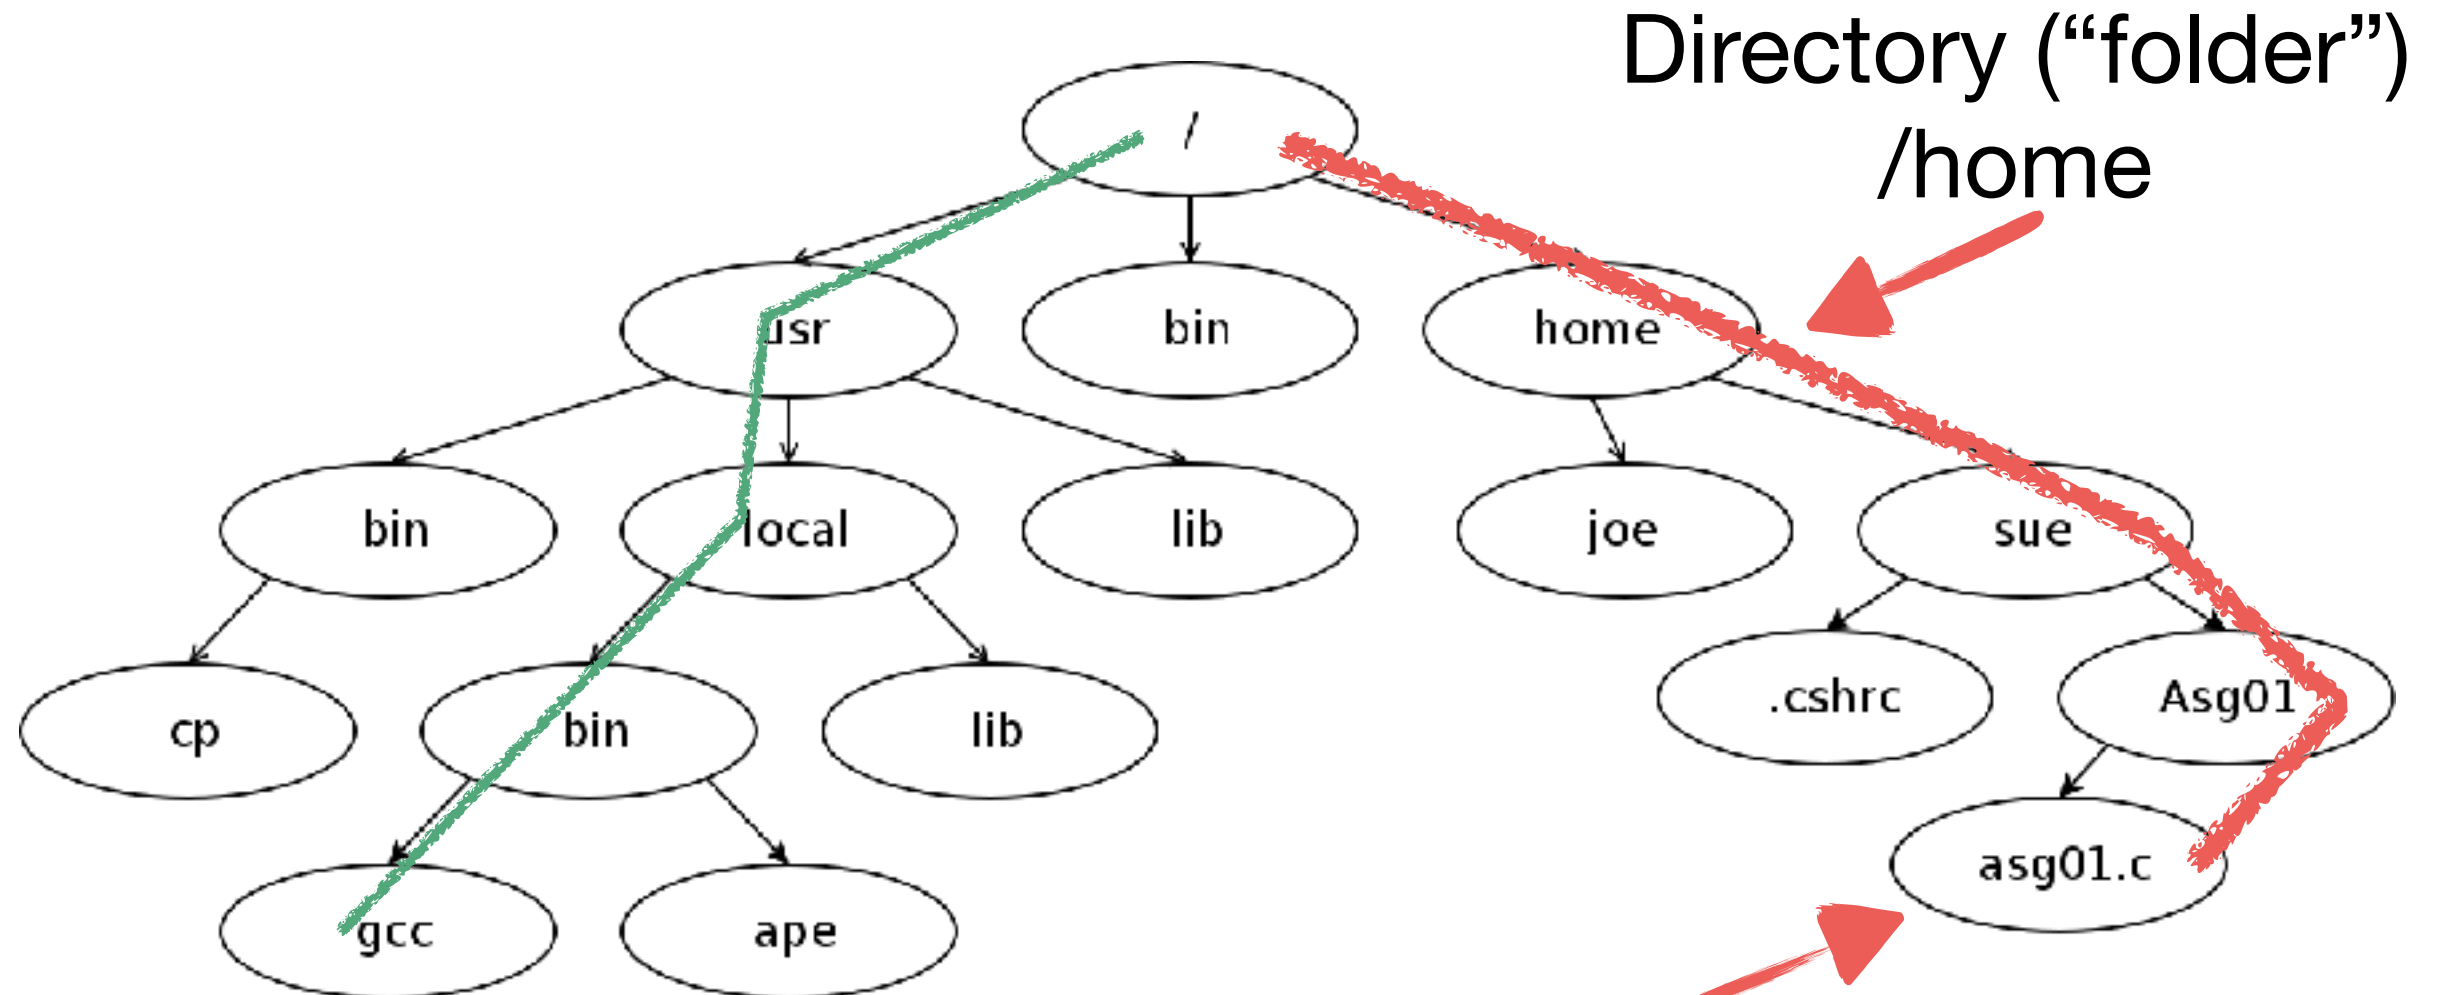 Directory (“folder”)
/home
/
usr
bin
home
bin
local
lib
joe
sue
cp
bin
lib
.cshrc
Asg01
asg01.c
gcc
ape